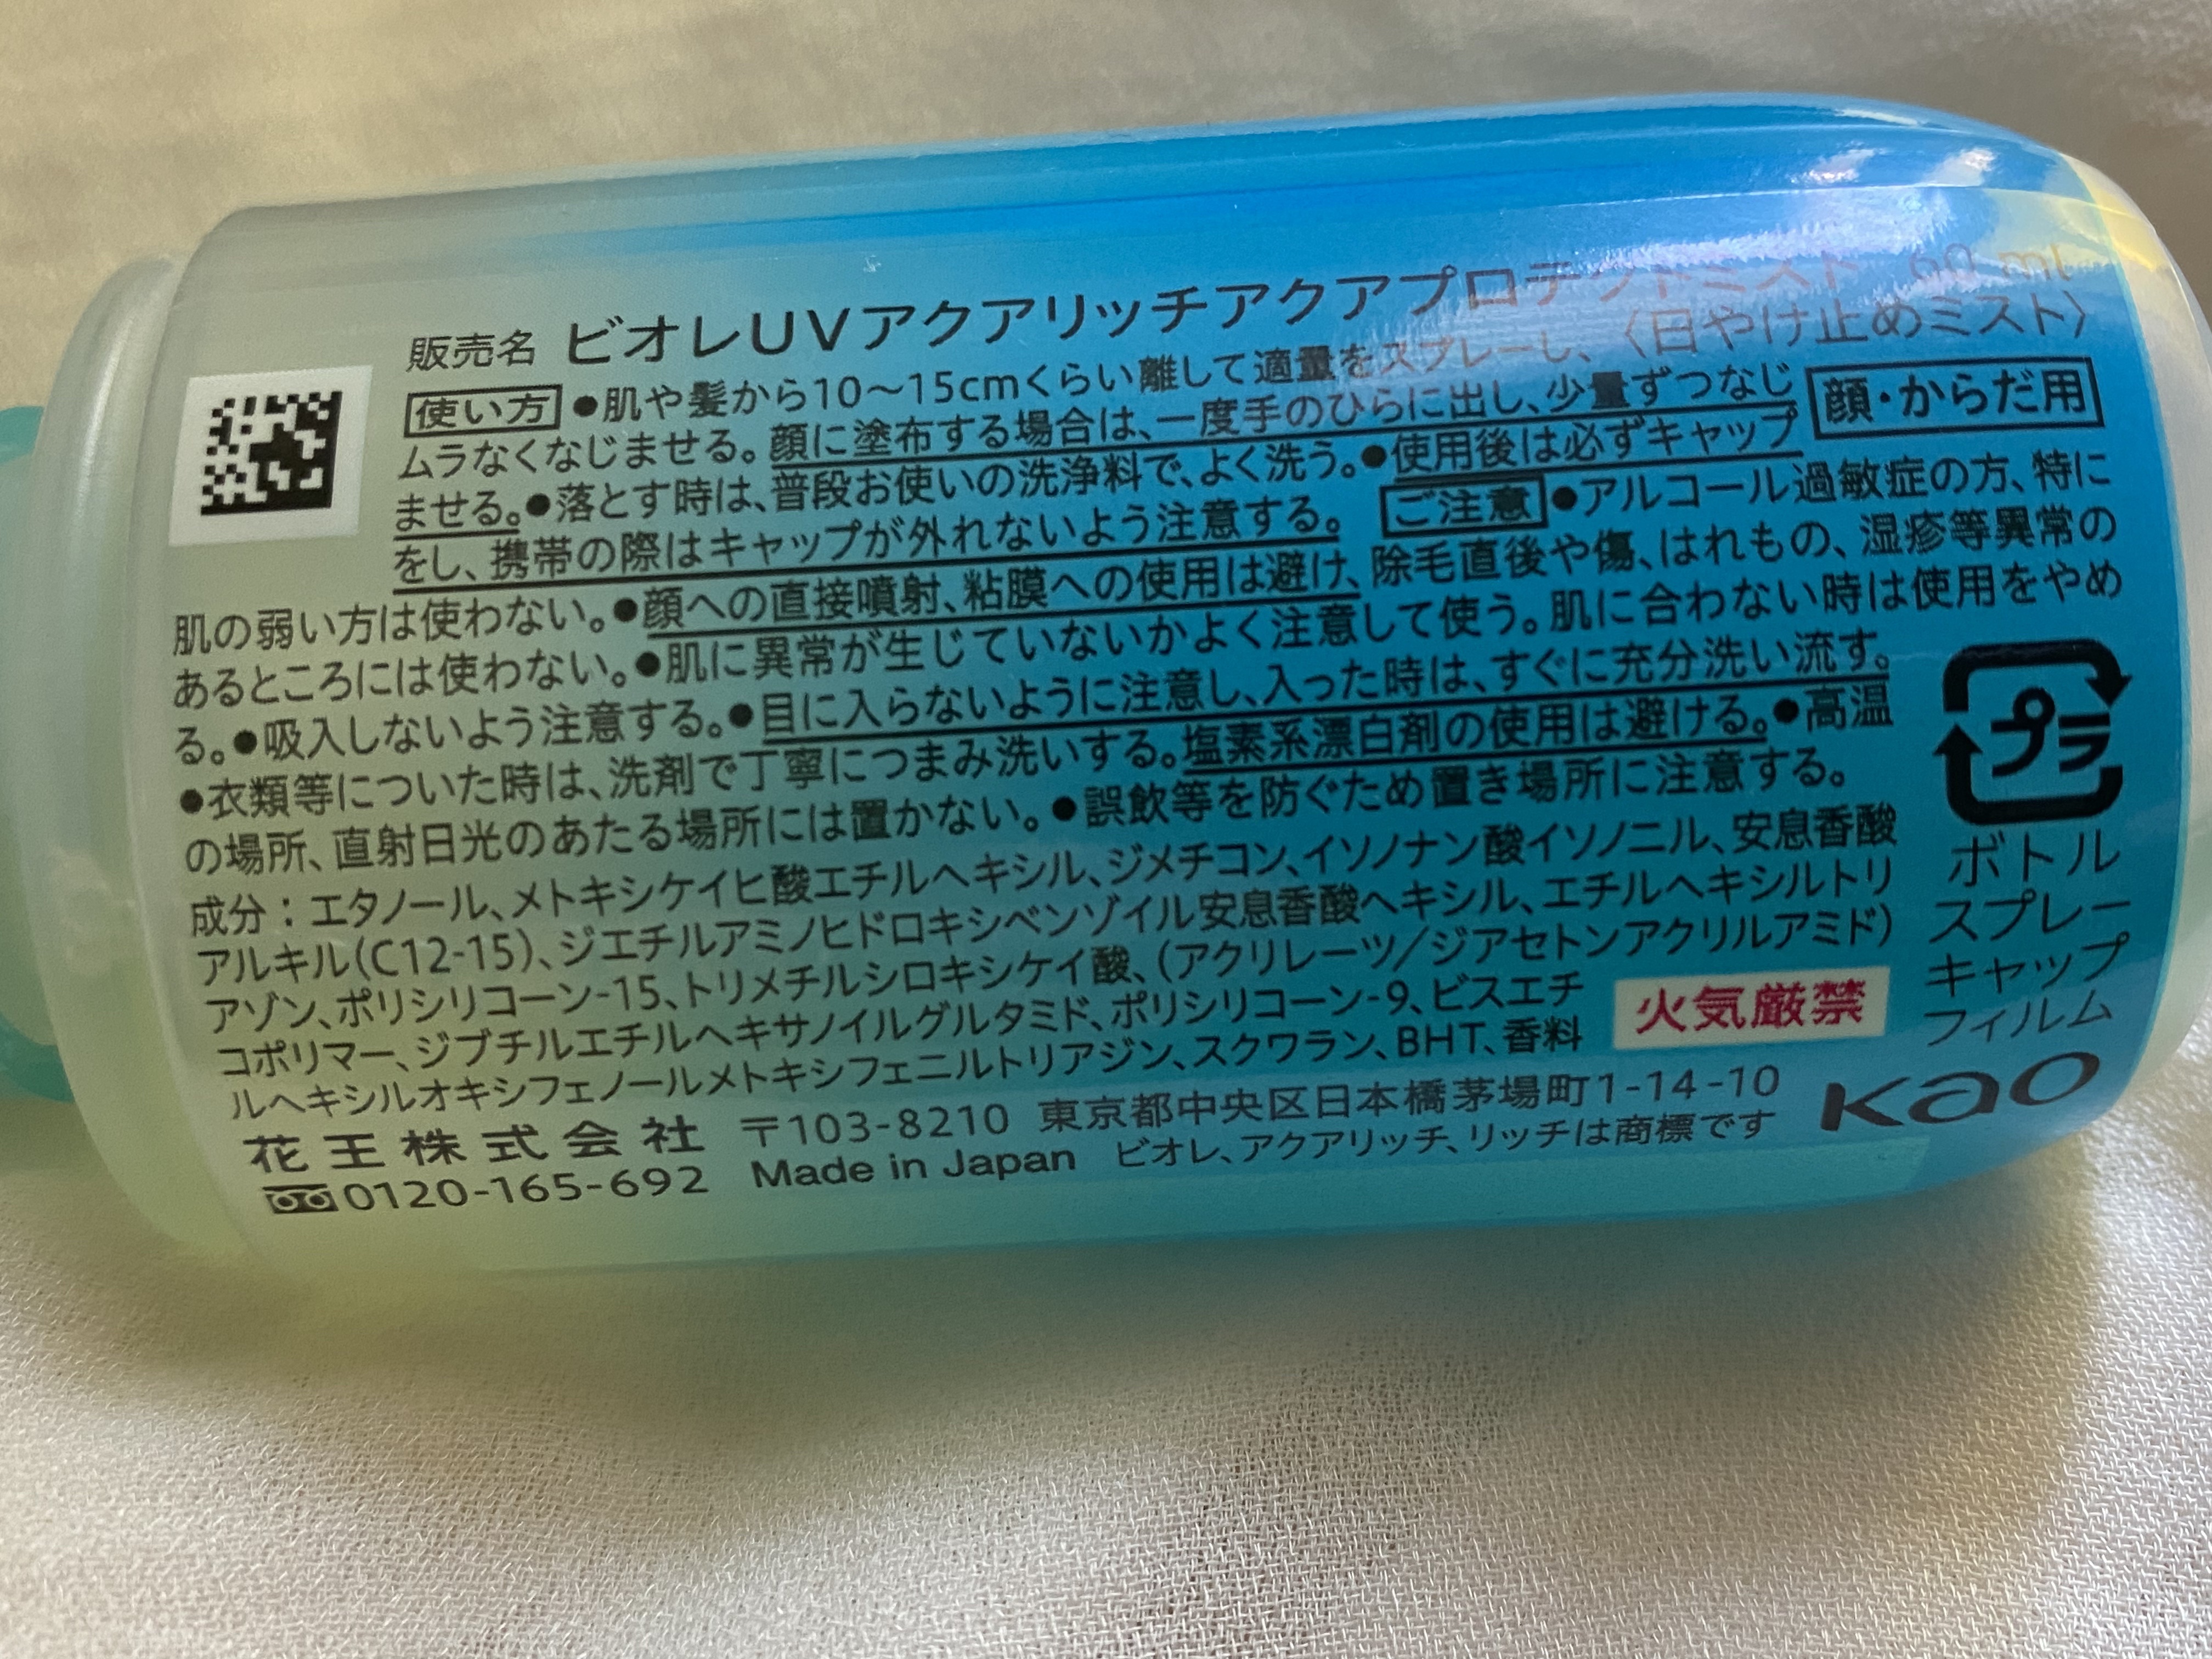 販売名 ビオレUVアクアリッチアクアプロテクトミスト 60 ml
〈日やけ止めミスト〉
使い方 ●肌や髪から10〜15cmくらい離して適量をスプレーし、
ムラなくなじませる。顔に塗布する場合は、一度手のひらに出し、少量ずつなじ
顔・からだ用
ませる。●落とす時は、普段お使いの洗浄料で、よく洗う。●使用後は必ずキャップ
をし、携帯の際はキャップが外れないよう注意する。 ご注意 ●アルコール過敏症の方、特に
肌の弱い方は使わない。●顔への直接噴射、粘膜への使用は避け、除毛直後や傷、はれもの、湿疹等異常の
あるところには使わない。●肌に異常が生じていないかよく注意して使う。肌に合わない時は使用をやめ
る。●吸入しないよう注意する。●目に入らないように注意し、入った時は、すぐに充分洗い流す。
●衣類等についた時は、洗剤で丁寧につまみ洗いする。塩素系漂白剤の使用は避ける。●高温
の場所、直射日光のあたる場所には置かない。●誤飲等を防ぐため置き場所に注意する。
プラ
ボトル
スプレー
キャップ
フィルム
成分：エタノール、メトキシケイヒ酸エチルヘキシル、ジメチコン、イソノナン酸イソノニル、安息香酸
アルキル(C12-15)、ジエチルアミノヒドロキシベンゾイル安息香酸ヘキシル、エチルヘキシルトリ
アゾン、ポリシリコーン-15、トリメチルシロキシケイ酸、(アクリレーツ/ジアセトンアクリルアミド)
コポリマー、ジブチルエチルヘキサノイルグルタミド、ポリシリコーン-9、ビスエチ
ルヘキシルオキシフェノールメトキシフェニルトリアジン、スクワラン、BHT、香料
火気厳禁
花王株式会社 〒103-8210 東京都中央区日本橋茅場町1-14-10
0120-165-692 Made in Japan ビオレ、アクアリッチ、リッチは商標です
Kao